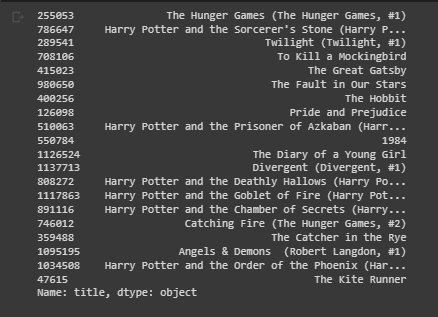 255053 The Hunger Games (The Hunger Games, #1)
786647 Harry Potter and the Sorcerer's Stone (Harry P...
289541 Twilight (Twilight, #1)
708106 To Kill a Mockingbird
415023 The Great Gatsby
980650 The Fault in Our Stars
400256 The Hobbit
126098 Pride and Prejudice
510063 Harry Potter and the Prisoner of Azkaban (Harr...
550784 1984
1126524 The Diary of a Young Girl
1137713 Divergent (Divergent, #1)
808272 Harry Potter and the Deathly Hallows (Harry Po...
1117863 Harry Potter and the Goblet of Fire (Harry Pot...
891116 Harry Potter and the Chamber of Secrets (Harry...
746012 Catching Fire (The Hunger Games, #2)
359488 The Catcher in the Rye
1095195 Angels & Demons  (Robert Langdon, #1)
1034508 Harry Potter and the Order of the Phoenix (Har...
47615 The Kite Runner
Name: title, dtype: object